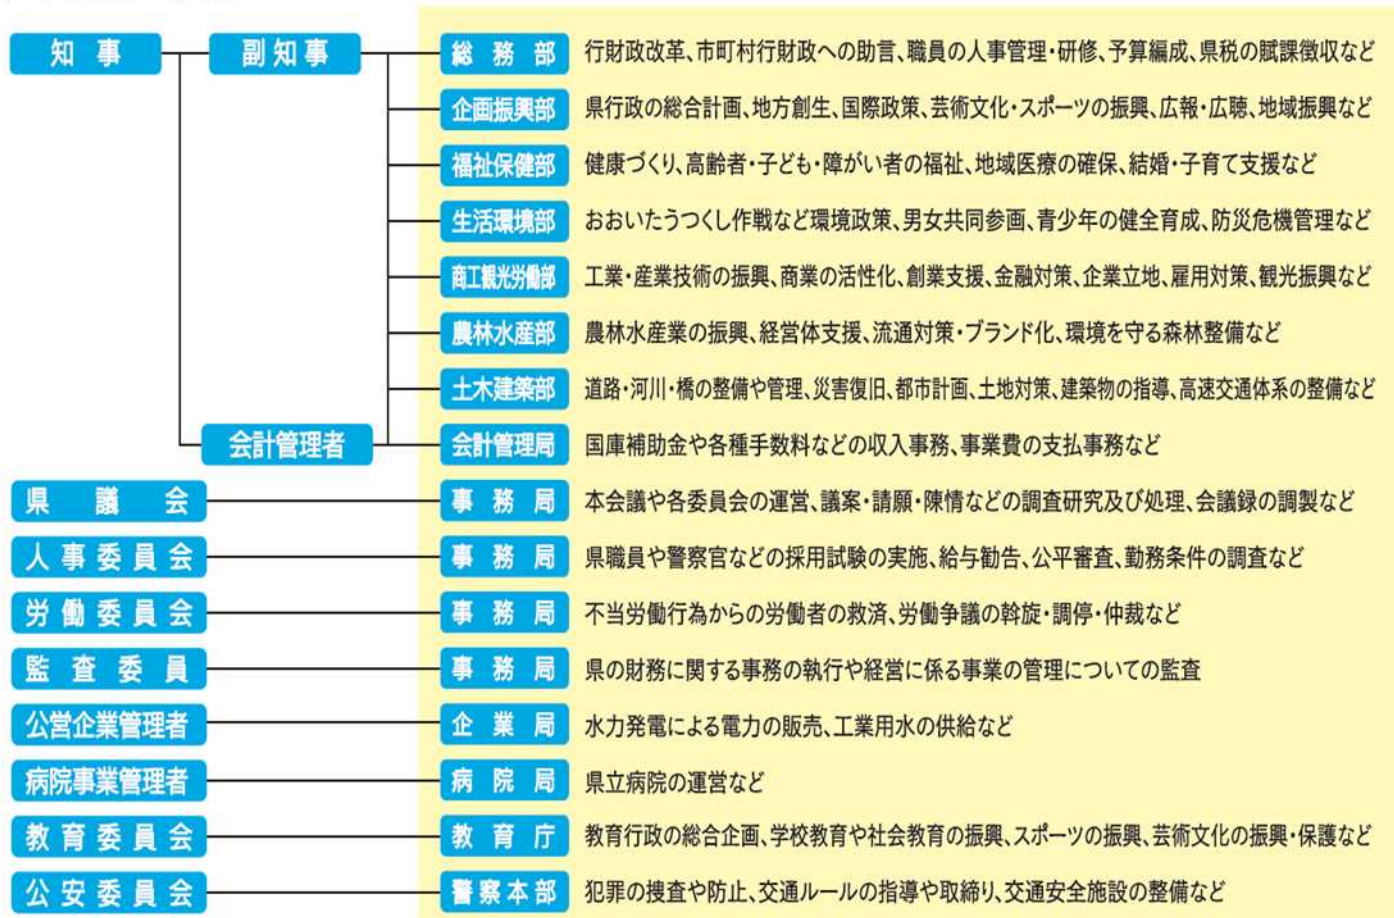 知事 副知事 総務部 行財政改革、市町村行財政への助言、職員の人事管理・研修、予算編成、県税の賦課徴収など
企画振興部 県行政の総合計画、地方創生、国際政策、芸術文化・スポーツの振興、広報・広聴、地域振興など
福祉保健部 健康づくり、高齢者・子ども・障がい者の福祉、地域医療の確保、結婚・子育て支援など
生活環境部 おおいたうつくし作戦など環境政策、男女共同参画、青少年の健全育成、防災危機管理など
商工観光労働部 工業・産業技術の振興、商業の活性化、創業支援、金融対策、企業立地、雇用対策、観光振興など
農林水産部 農林水産業の振興、経営体支援、流通対策・ブランド化、環境を守る森林整備など
土木建築部 道路・河川・橋の整備や管理、災害復旧、都市計画、土地対策、建築物の指導、高速交通体系の整備など
会計管理者 会計管理局 国庫補助金や各種手数料などの収入事務、事業費の支払事務など
県議会 事務局 本会議や各委員会の運営、議案・請願・陳情などの調査研究及び処理、会議録の調製など
人事委員会 事務局 県職員や警察官などの採用試験の実施、給与勧告、公平審査、勤務条件の調査など
労働委員会 事務局 不当労働行為からの労働者の救済、労働争議の斡旋・調停・仲裁など
監査委員 事務局 県の財務に関する事務の執行や経営に係る事業の管理についての監査
公営企業管理者 企業局 水力発電による電力の販売、工業用水の供給など
病院事業管理者 病院局 県立病院の運営など
教育委員会 教育庁 教育行政の総合企画、学校教育や社会教育の振興、スポーツの振興、芸術文化の振興・保護など
公安委員会 警察本部 犯罪の捜査や防止、交通ルールの指導や取締り、交通安全施設の整備など